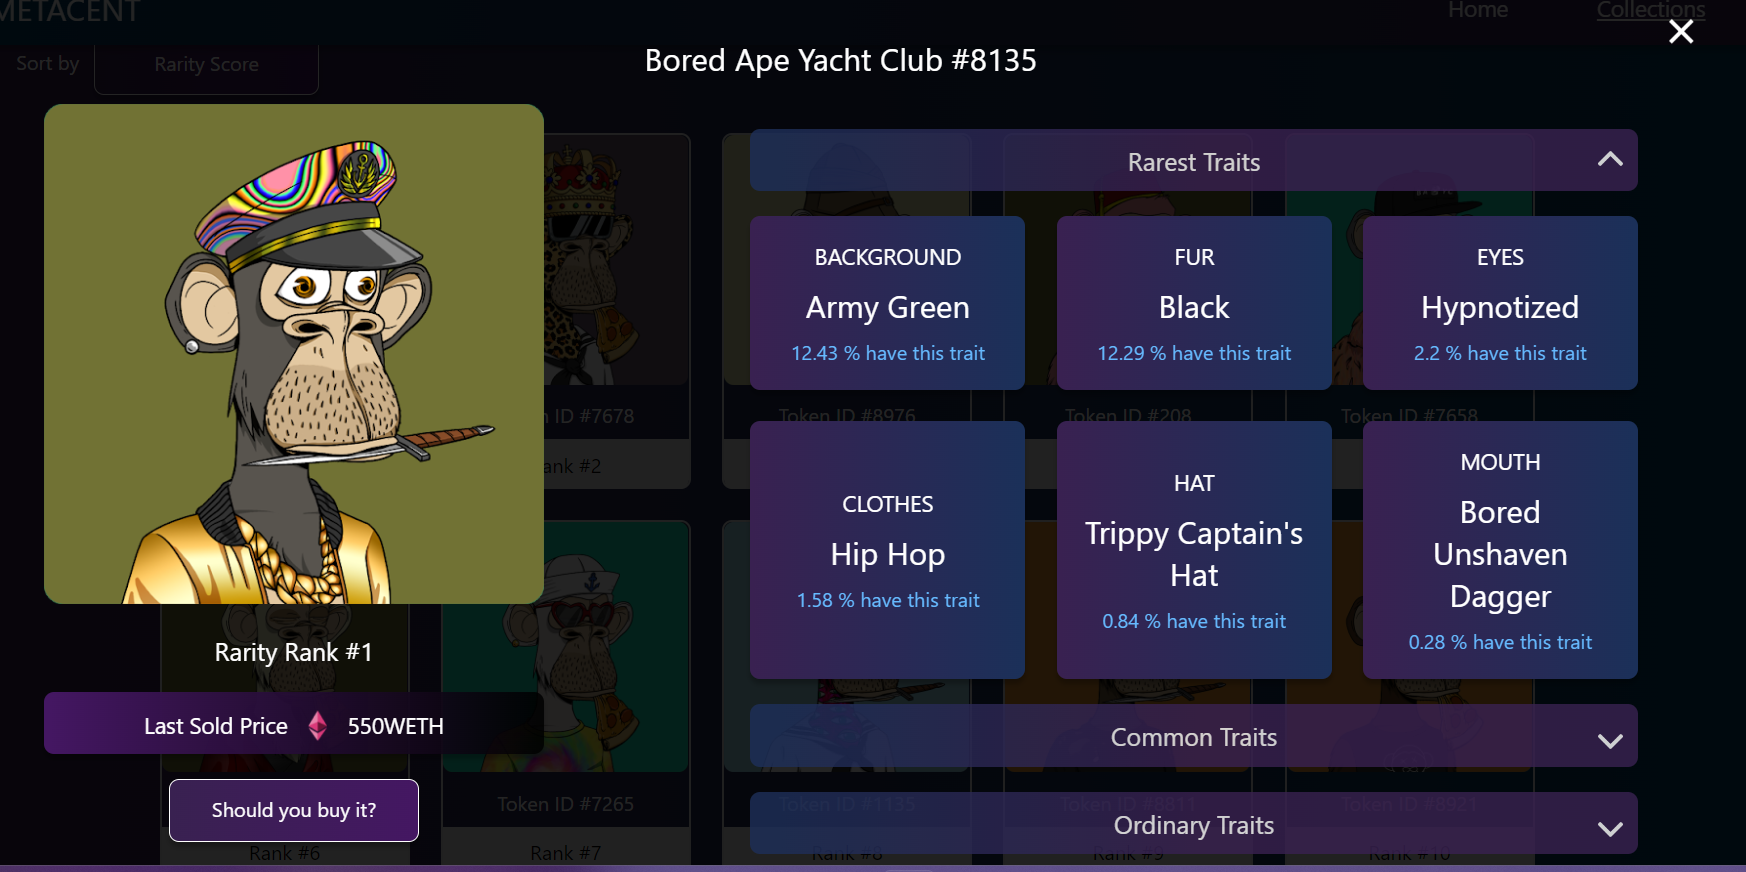 METACENT
Home
Collections
Sort by
Rarity Score
Bored Ape Yacht Club #8135
Rarest Traits
BACKGROUND
Army Green
12.43 % have this trait
FUR
Black
12.29 % have this trait
EYES
Hypnotized
2.2 % have this trait
ID #7678
Token ID #8976
Token ID #208
Token ID #7658
ank #2
CLOTHES
Hip Hop
1.58 % have this trait
HAT
Trippy Captain's
Hat
0.84 % have this trait
MOUTH
Bored
Unshaven
Dagger
0.28 % have this trait
Rarity Rank #1
Last Sold Price 550WETH
Should you buy it?
Common Traits
Token ID #7265
Token ID #1135
Token ID #8811
Token ID #8921
Ordinary Traits
Rank #6
Rank #7
Rank #8
Rank #9
Rank #10